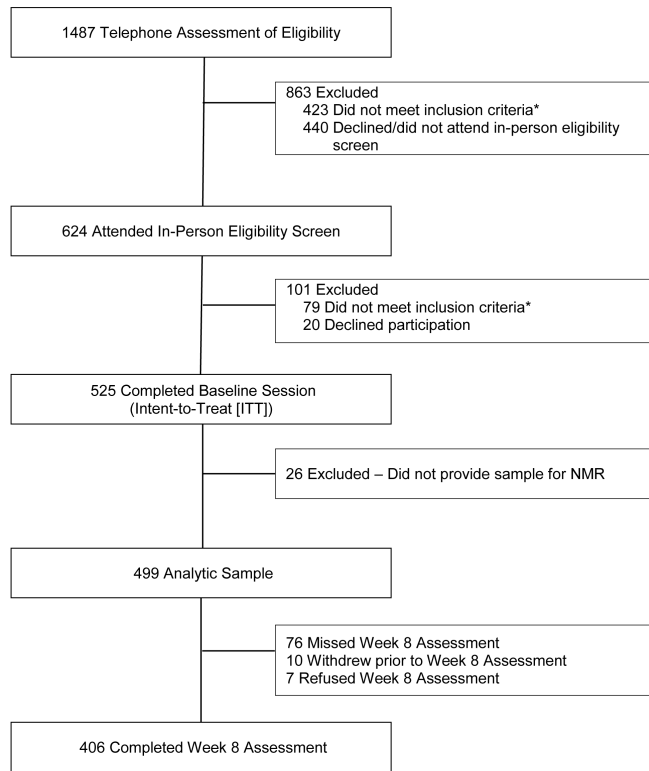 1487 Telephone Assessment of Eligibility
863 Excluded
423 Did not meet inclusion criteria*
440 Declined/did not attend in-person eligibility
screen
624 Attended In-Person Eligibility Screen
101 Excluded
79 Did not meet inclusion criteria*
20 Declined participation
525 Completed Baseline Session
(Intent-to-Treat [ITT])
26 Excluded – Did not provide sample for NMR
499 Analytic Sample
76 Missed Week 8 Assessment
10 Withdrew prior to Week 8 Assessment
7 Refused Week 8 Assessment
406 Completed Week 8 Assessment